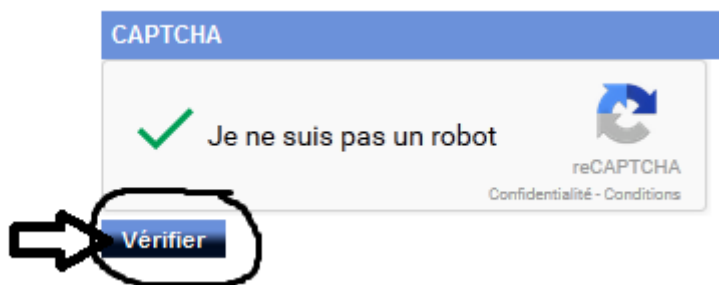 CAPTCHA
Je ne suis pas un robot
reCAPTCHA
Confidentialité - Conditions
Vérifier